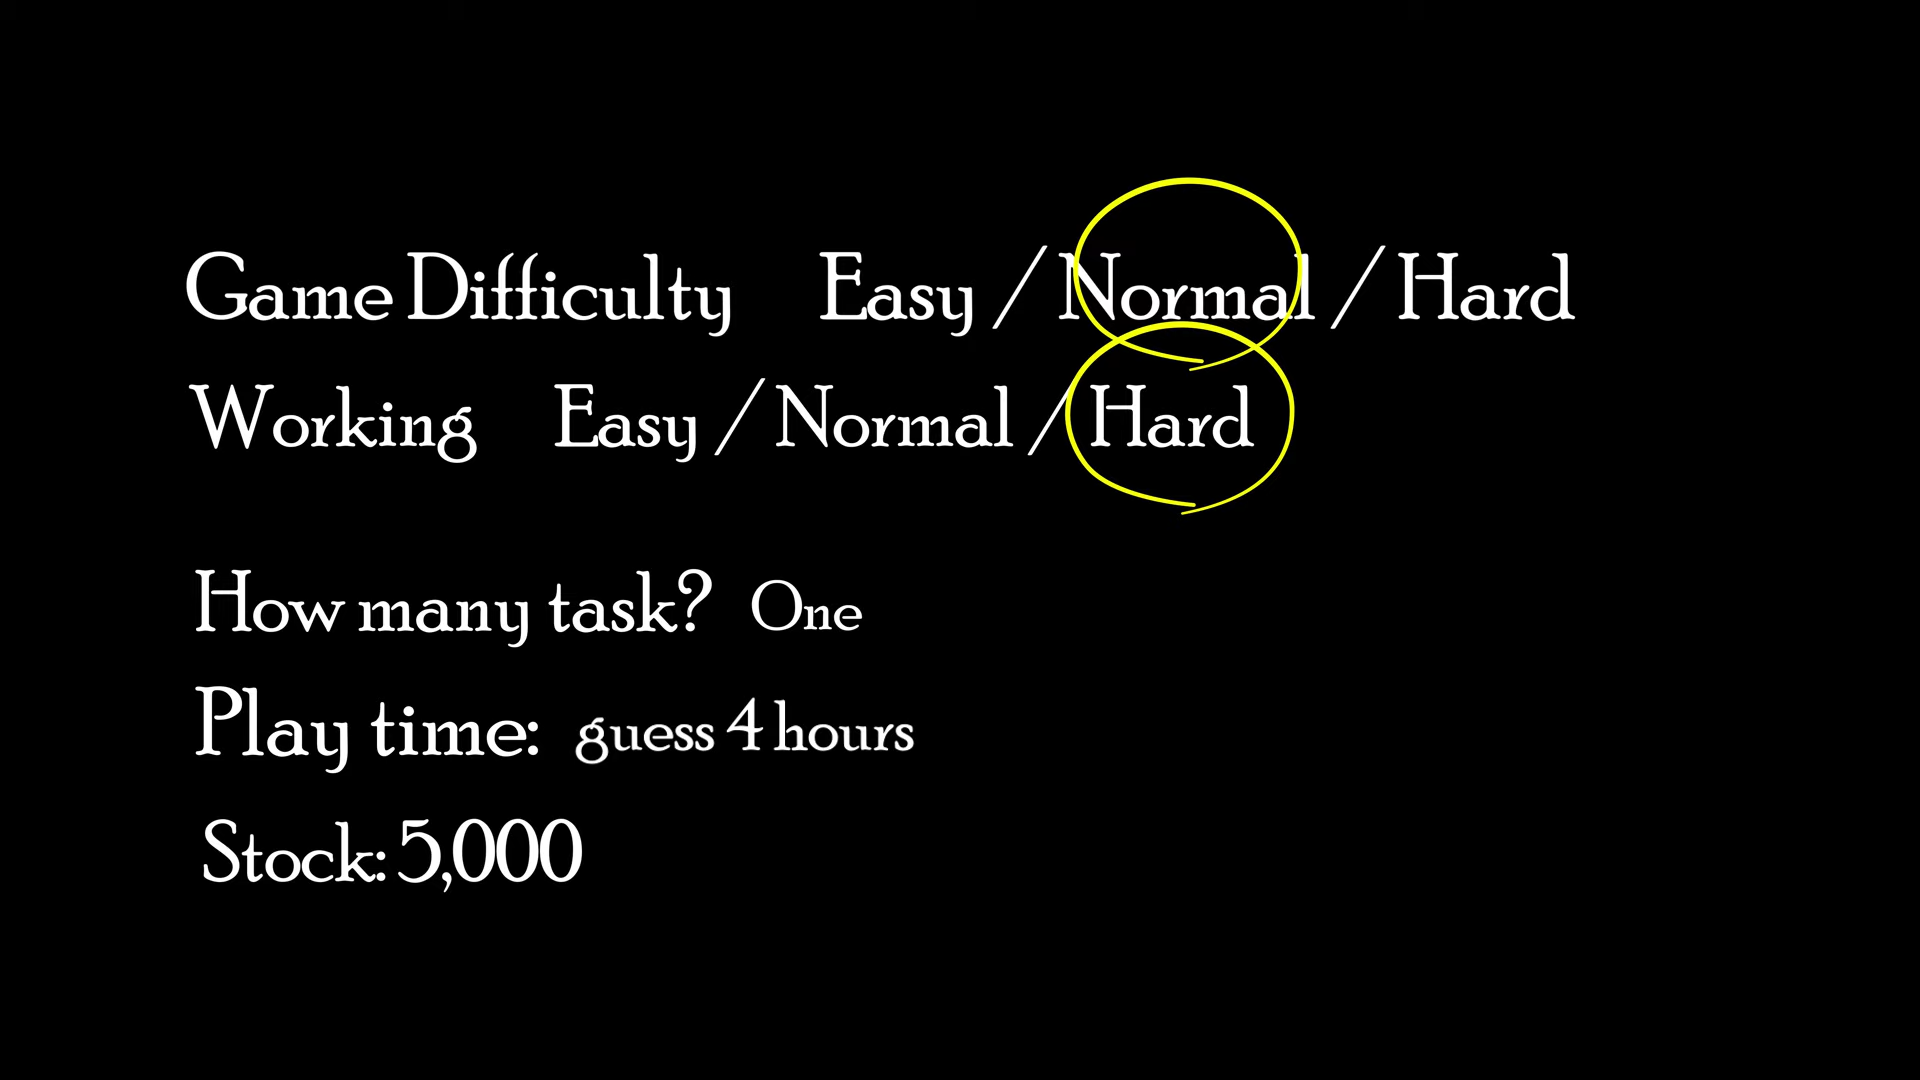 Game Difficulty Easy / Normal / Hard
Working Easy / Normal / Hard
How many task? One
Play time: guess 4 hours
Stock: 5,000